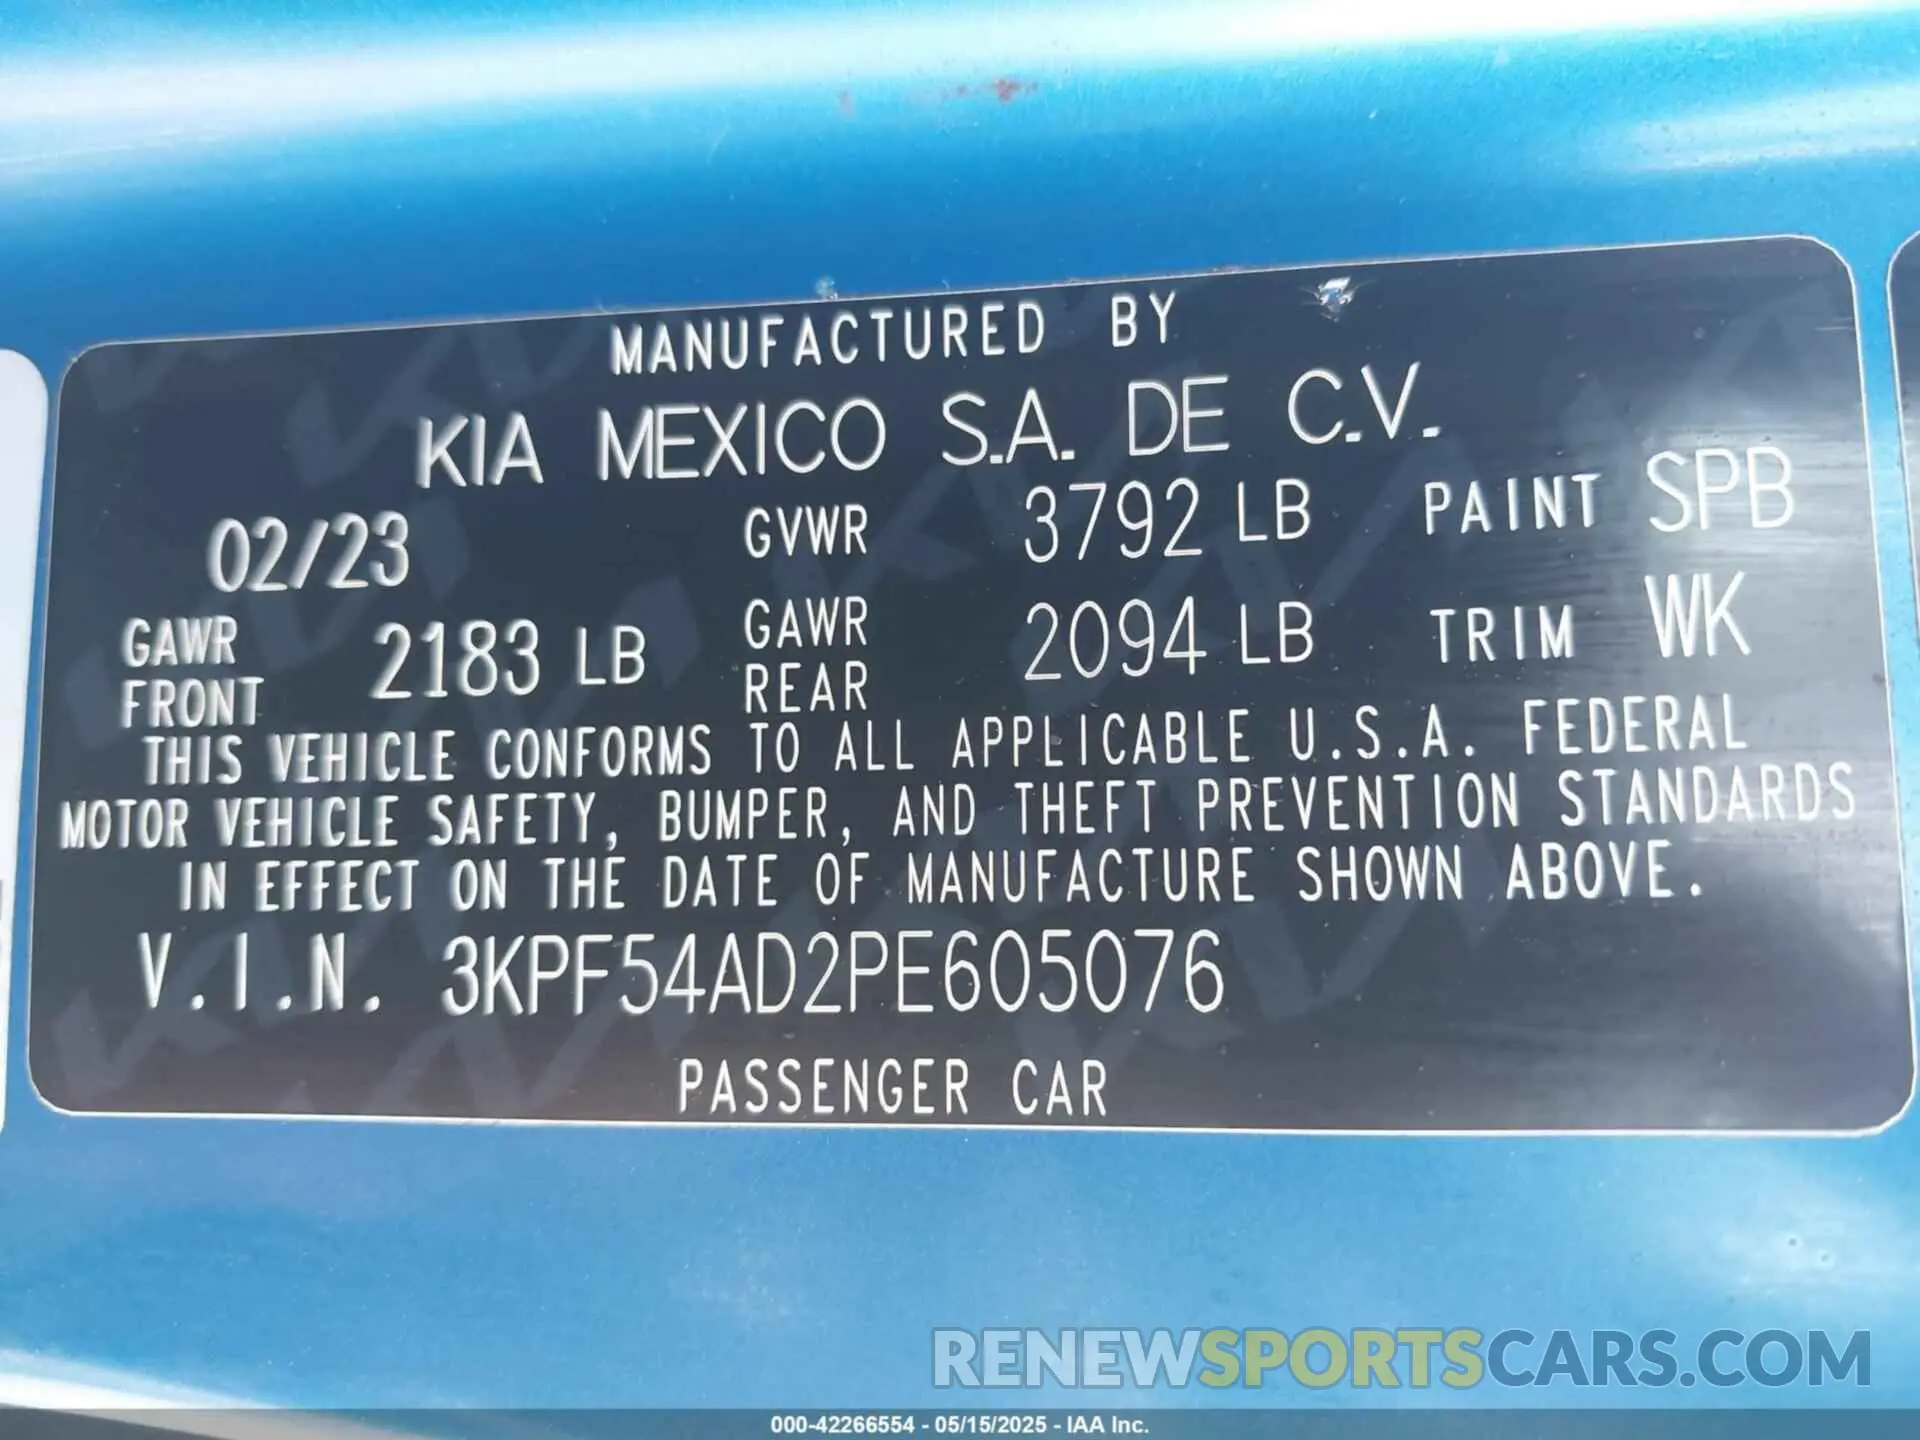 MANUFACTURED BY
KIA MEXICO S.A. DE C.V.
02/23 GVWR 3792 LB PAINT SPB
GAWR FRONT 2183 LB GAWR REAR 2094 LB TRIM WK
THIS VEHICLE CONFORMS TO ALL APPLICABLE U.S.A. FEDERAL
MOTOR VEHICLE SAFETY, BUMPER, AND THEFT PREVENTION STANDARDS
IN EFFECT ON THE DATE OF MANUFACTURE SHOWN ABOVE.
V.I.N. 3KPF54AD2PE605076
PASSENGER CAR
RENEWSPORTSCARS.COM
000-42266554 - 05/15/2025 - IAA Inc.